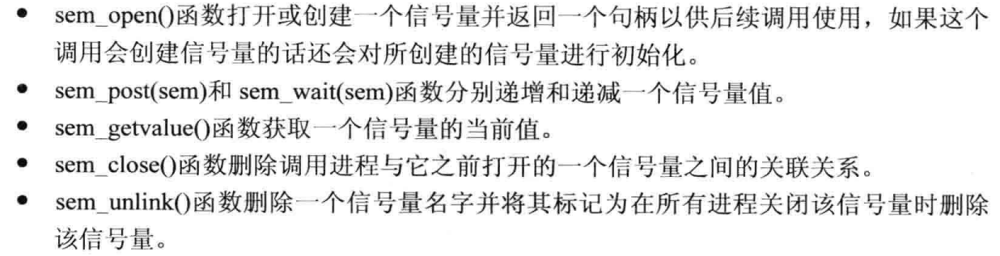 • sem_open()函数打开或创建一个信号量并返回一个句柄以供后续调用使用，如果这个
调用会创建信号量的话还会对所创建的信号量进行初始化。
• sem_post(sem)和 sem_wait(sem)函数分别递增和递减一个信号量值。
• sem_getvalue()函数获取一个信号量的当前值。
• sem_close()函数删除调用进程与它之前打开的一个信号量之间的关联关系。
• sem_unlink()函数删除一个信号量名字并将其标记为在所有进程关闭该信号量时删除
该信号量。